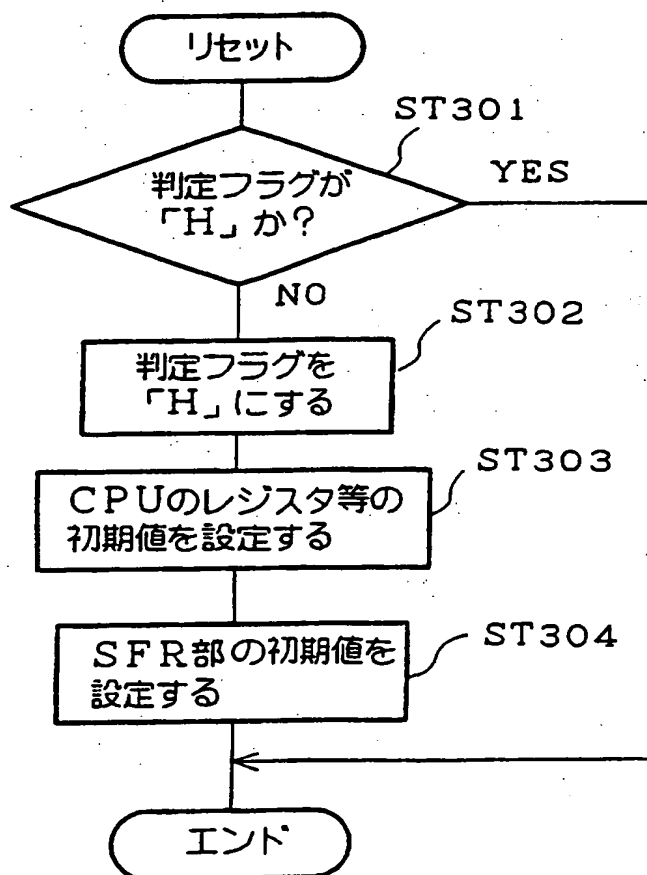 リセット
ST301
判定フラグが
「H」か?
YES
NO
ST302
判定フラグを
「H」にする
ST303
CPUのレジスタ等の
初期値を設定する
ST304
SFR部の初期値を
設定する
エンド